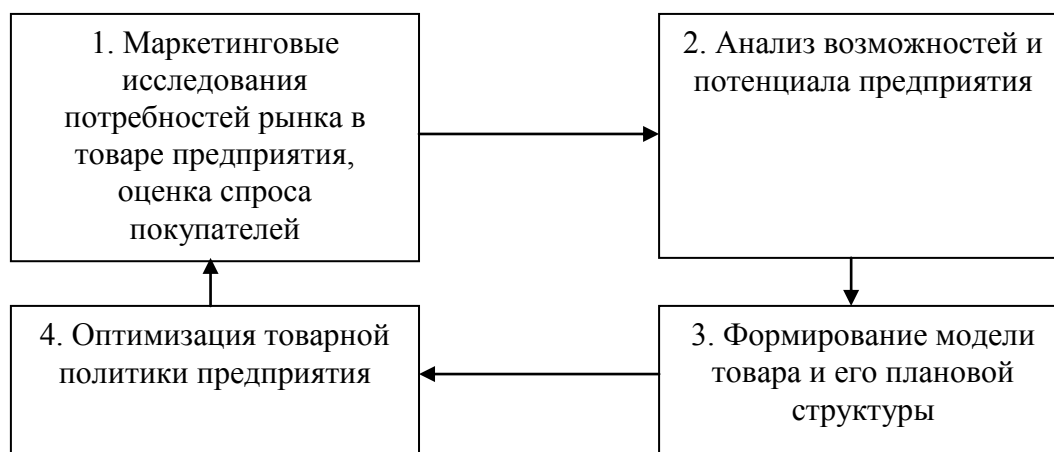 1. Маркетинговые
исследования
потребностей рынка в
товаре предприятия,
оценка спроса
покупателей
2. Анализ возможностей и
потенциала предприятия
3. Формирование модели
товара и его плановой
структуры
4. Оптимизация товарной
политики предприятия